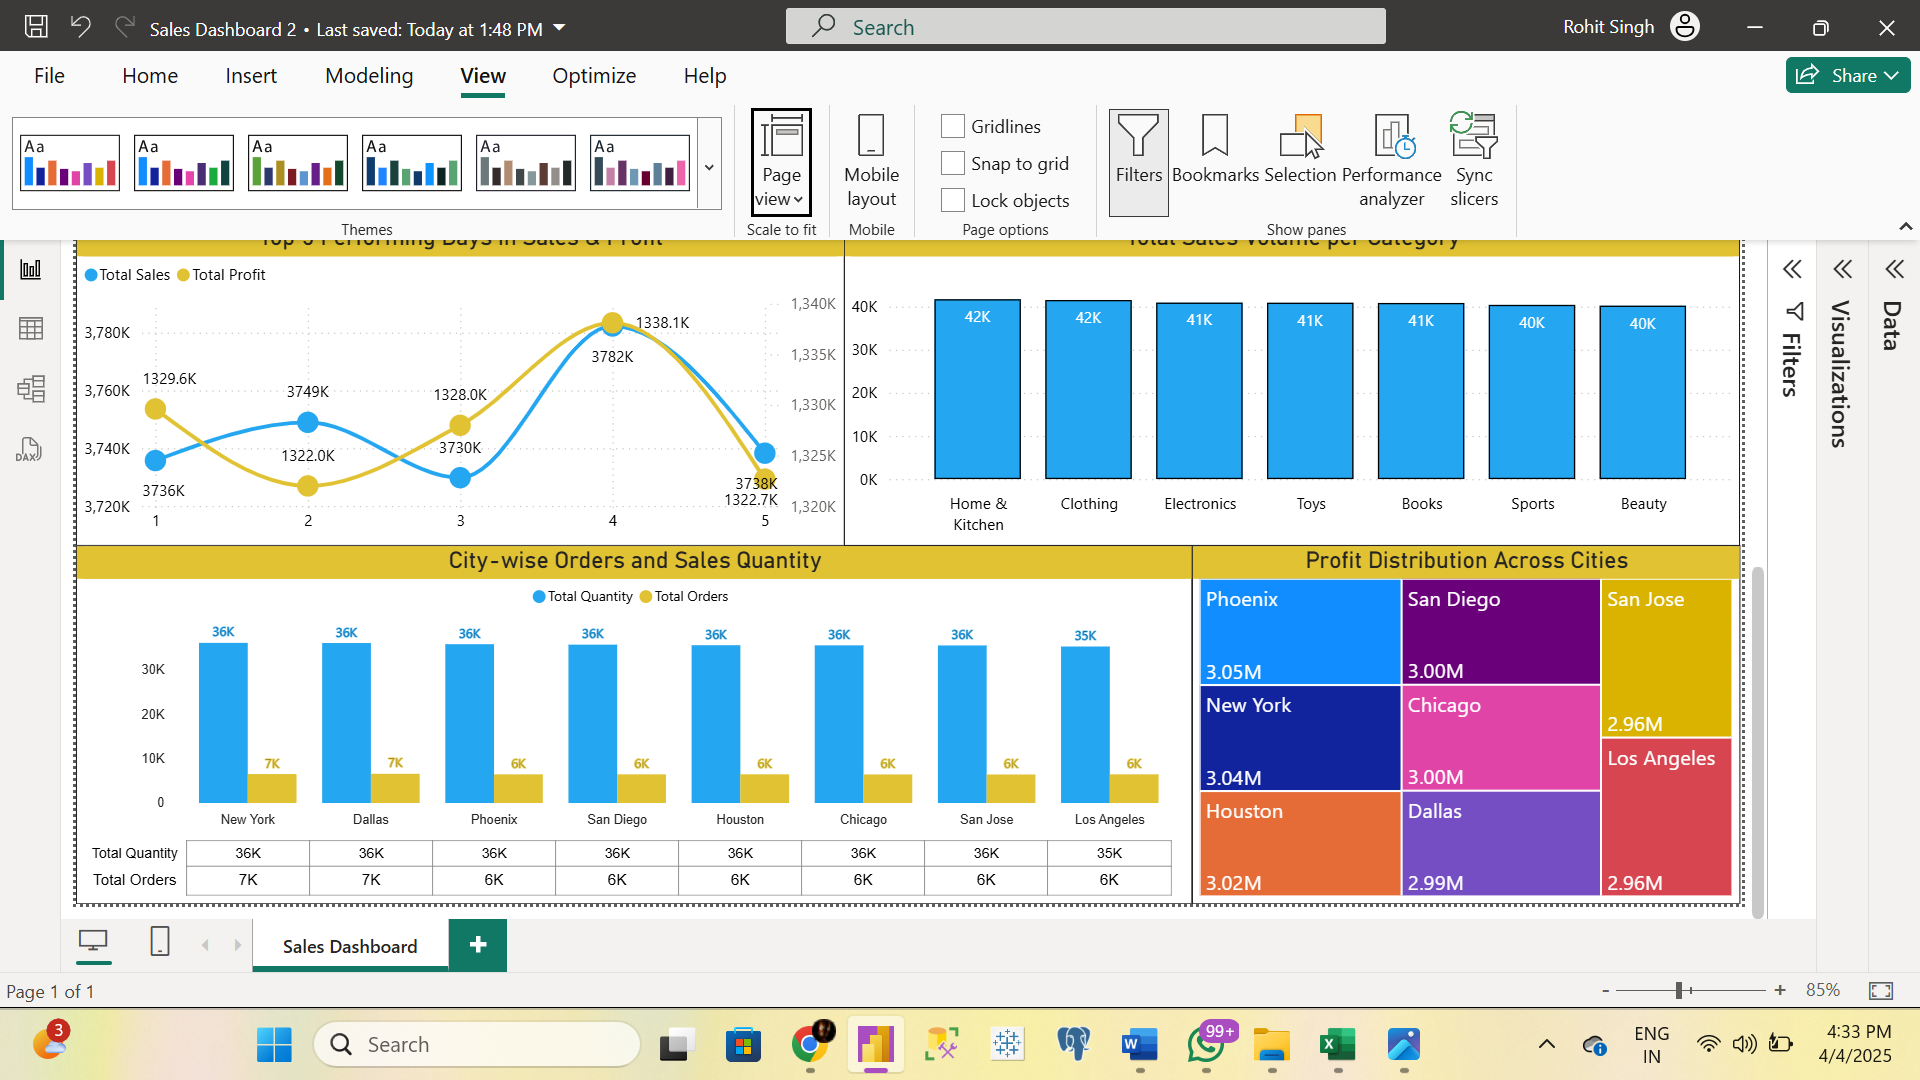 Sales Dashboard 2 • Last saved: Today at 1:48 PM
Search
Rohit Singh
File Home Insert Modeling View Optimize Help
Share
Aa Aa Aa Aa Aa Aa
Page view
Mobile layout
Gridlines
Snap to grid
Lock objects
Filters
Bookmarks
Selection
Performance analyzer
Sync slicers
Themes
Scale to fit
Mobile
Page options
Show panes
DAX
Top 5 Performing Days in Sales & Profit
Total Sales Total Profit
3,780K
3,760K
3,740K
3,720K
1,340K
1,335K
1,330K
1,325K
1,320K
1329.6K
3736K
3749K
1322.0K
1328.0K
3730K
1338.1K
3782K
3738K
1322.7K
1 2 3 4 5
Total Sales Volume per Category
40K
30K
20K
10K
0K
42K 42K 41K 41K 41K 40K 40K
Home & Kitchen
Clothing
Electronics
Toys
Books
Sports
Beauty
Filters
Visualizations
Data
City-wise Orders and Sales Quantity
Total Quantity Total Orders
30K
20K
10K
0
36K 36K 36K 36K 36K 36K 36K 35K
7K 7K 6K 6K 6K 6K 6K 6K
New York Dallas Phoenix San Diego Houston Chicago San Jose Los Angeles
Total Quantity 36K 36K 36K 36K 36K 36K 36K 35K
Total Orders 7K 7K 6K 6K 6K 6K 6K 6K
Profit Distribution Across Cities
Phoenix
3.05M
New York
3.04M
Houston
3.02M
San Diego
3.00M
Chicago
3.00M
Dallas
2.99M
San Jose
2.96M
Los Angeles
2.96M
Sales Dashboard
+
Page 1 of 1
- + 85%
3
Search
99+
ENG
IN
4:33 PM
4/4/2025